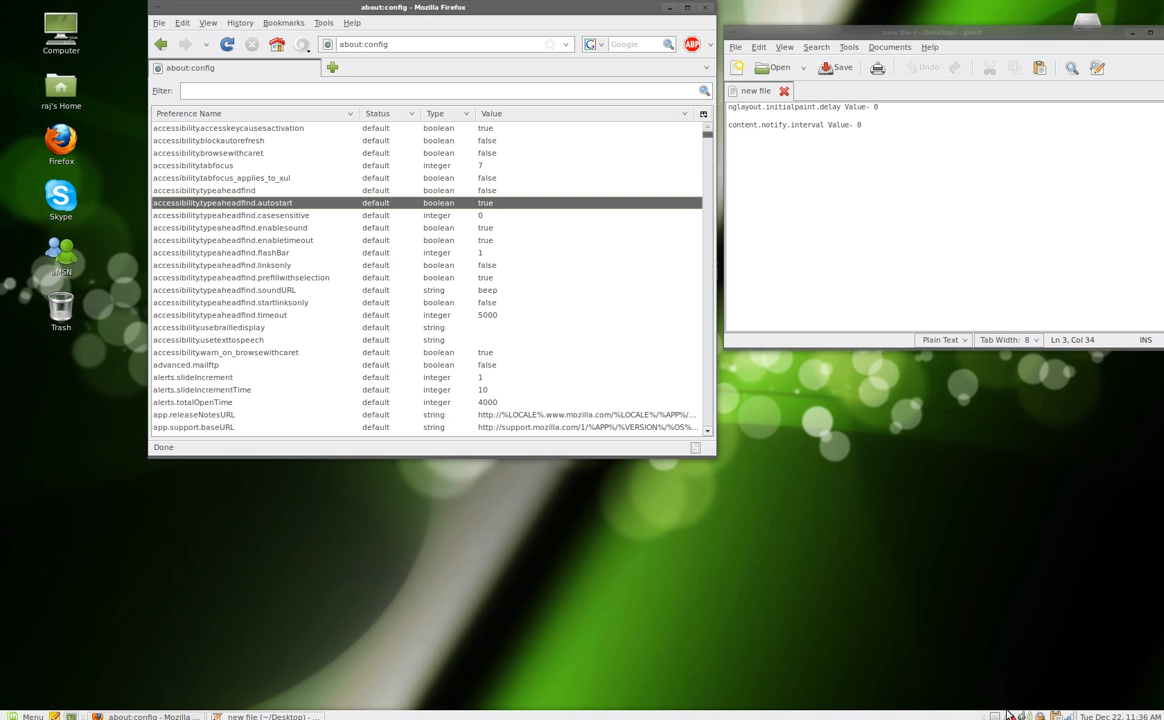 about:config - Mozilla Firefox
File Edit View History Bookmarks Tools Help
about:config
Google
ABP
about:config
Filter:
Preference Name Status Type Value
accessibility.accesskeycausesactivation default boolean true
accessibility.blockautorefresh default boolean false
accessibility.browsewithcaret default boolean false
accessibility.tabfocus default integer 7
accessibility.tabfocus_applies_to_xul default boolean false
accessibility.typeaheadfind default boolean false
accessibility.typeaheadfind.autostart default boolean true
accessibility.typeaheadfind.casesensitive default integer 0
accessibility.typeaheadfind.enablesound default boolean true
accessibility.typeaheadfind.enabletimeout default boolean true
accessibility.typeaheadfind.flashBar default integer 1
accessibility.typeaheadfind.linksonly default boolean false
accessibility.typeaheadfind.prefillwithselection default boolean true
accessibility.typeaheadfind.soundURL default string beep
accessibility.typeaheadfind.startlinksonly default boolean false
accessibility.typeaheadfind.timeout default integer 5000
accessibility.usebrailledisplay default string
accessibility.usetexttospeech default string
accessibility.warn_on_browsewithcaret default boolean true
advanced.mailftp default boolean false
alerts.slideIncrement default integer 1
alerts.slideIncrementTime default integer 10
alerts.totalOpenTime default integer 4000
app.releaseNotesURL default string http://%LOCALE%.www.mozilla.com/%LOCALE%/%APP%/...
app.support.baseURL default string http://support.mozilla.com/1/%APP%/%VERSION%/%OS%...
Done
Computer
raj's Home
Firefox
Skype
aMSN
Trash
new file (~/Desktop) - gedit
File Edit View Search Tools Documents Help
Open Save Undo
new file
nglayout.initialpaint.delay Value- 0
content.notify.interval Value- 0
Plain Text Tab Width: 8 Ln 3, Col 34 INS
Menu about:config - Mozilla ... new file (~/Desktop) - ... Tue Dec 22, 11:36 AM